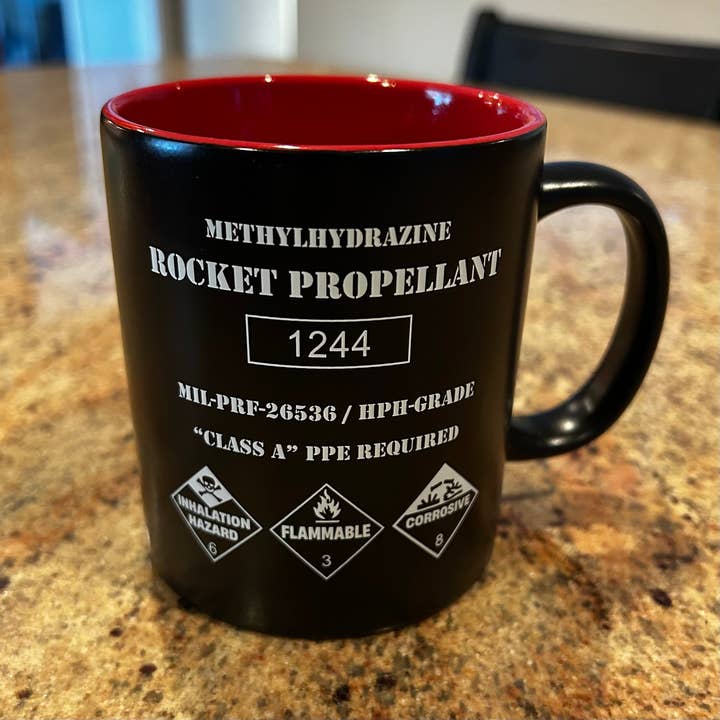 METHYLHYDRAZINE
ROCKET PROPELLANT
1244
MIL-PRF-26536 / HPH-GRADE
“CLASS A” PPE REQUIRED
INHALATION
HAZARD
6
FLAMMABLE
3
CORROSIVE
8